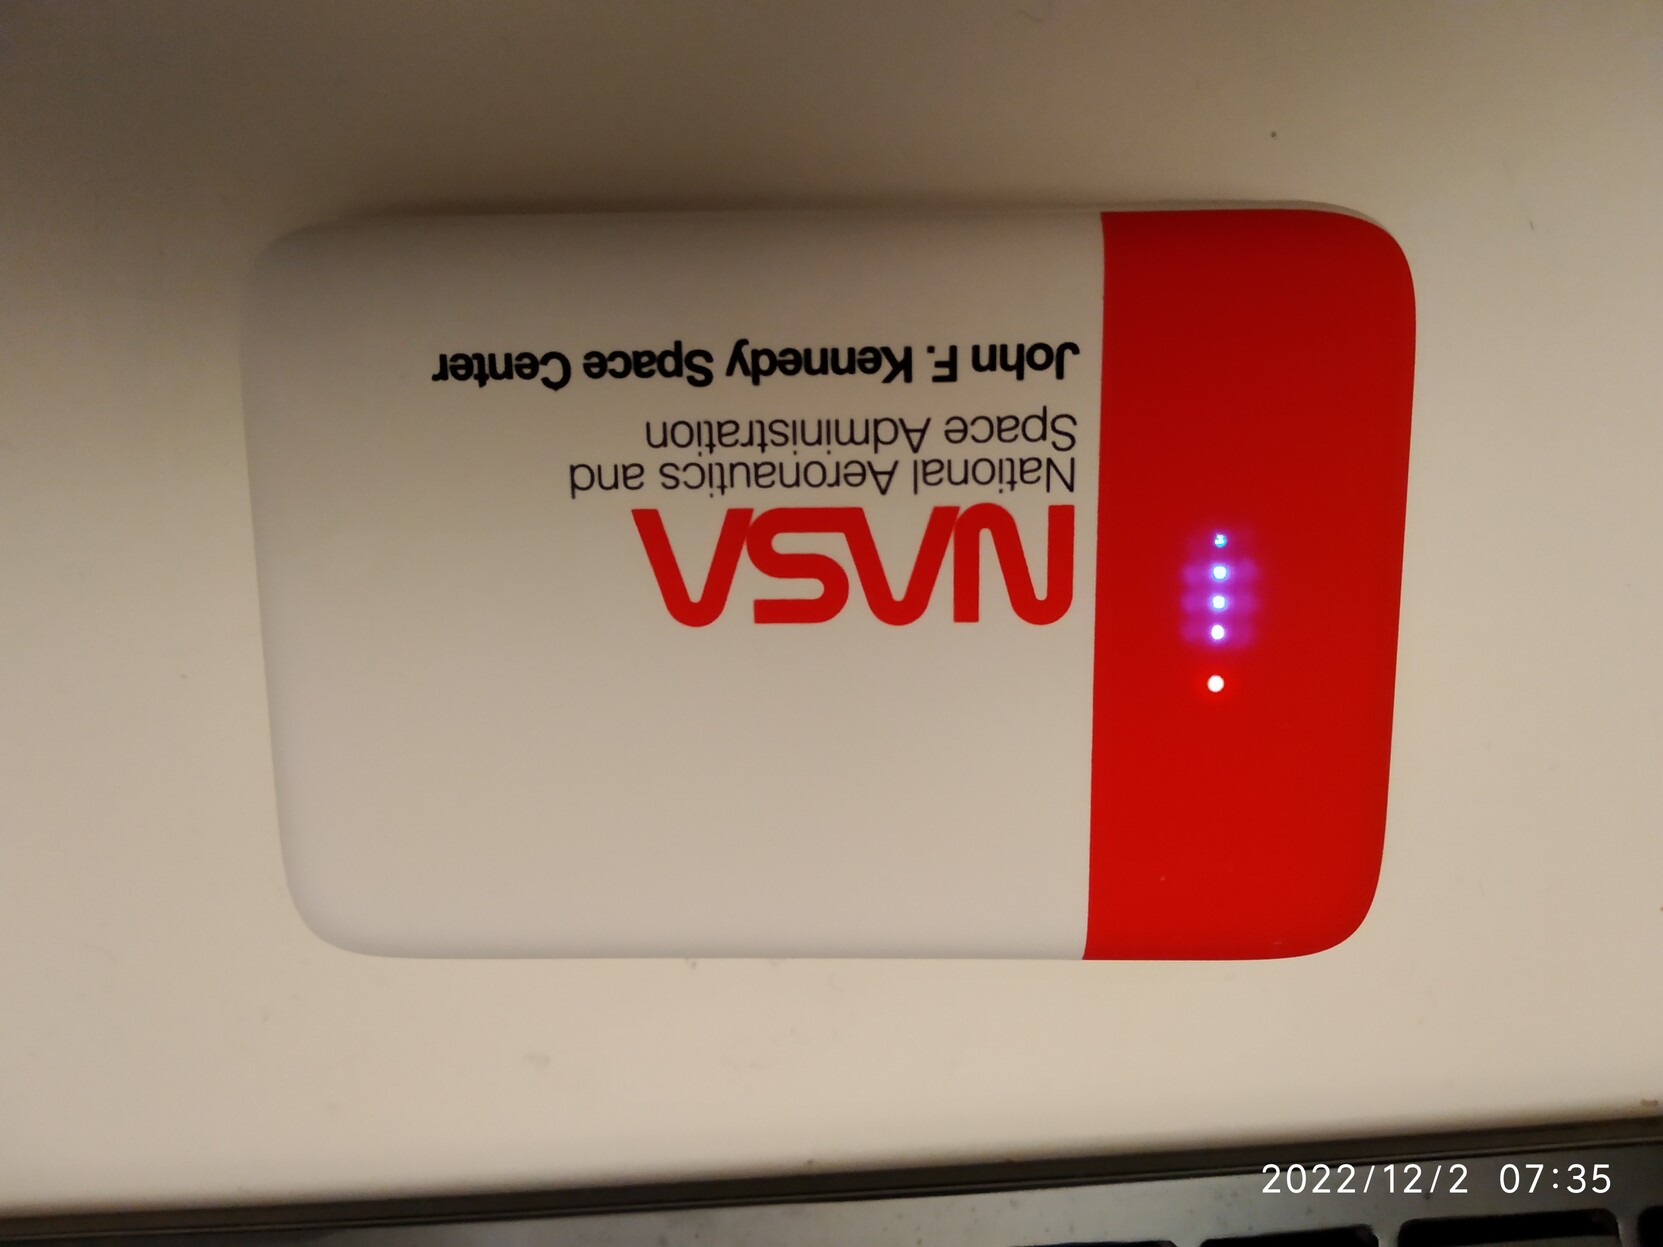 NASA
National Aeronautics and
Space Administration
John F. Kennedy Space Center
2022/12/2 07:35